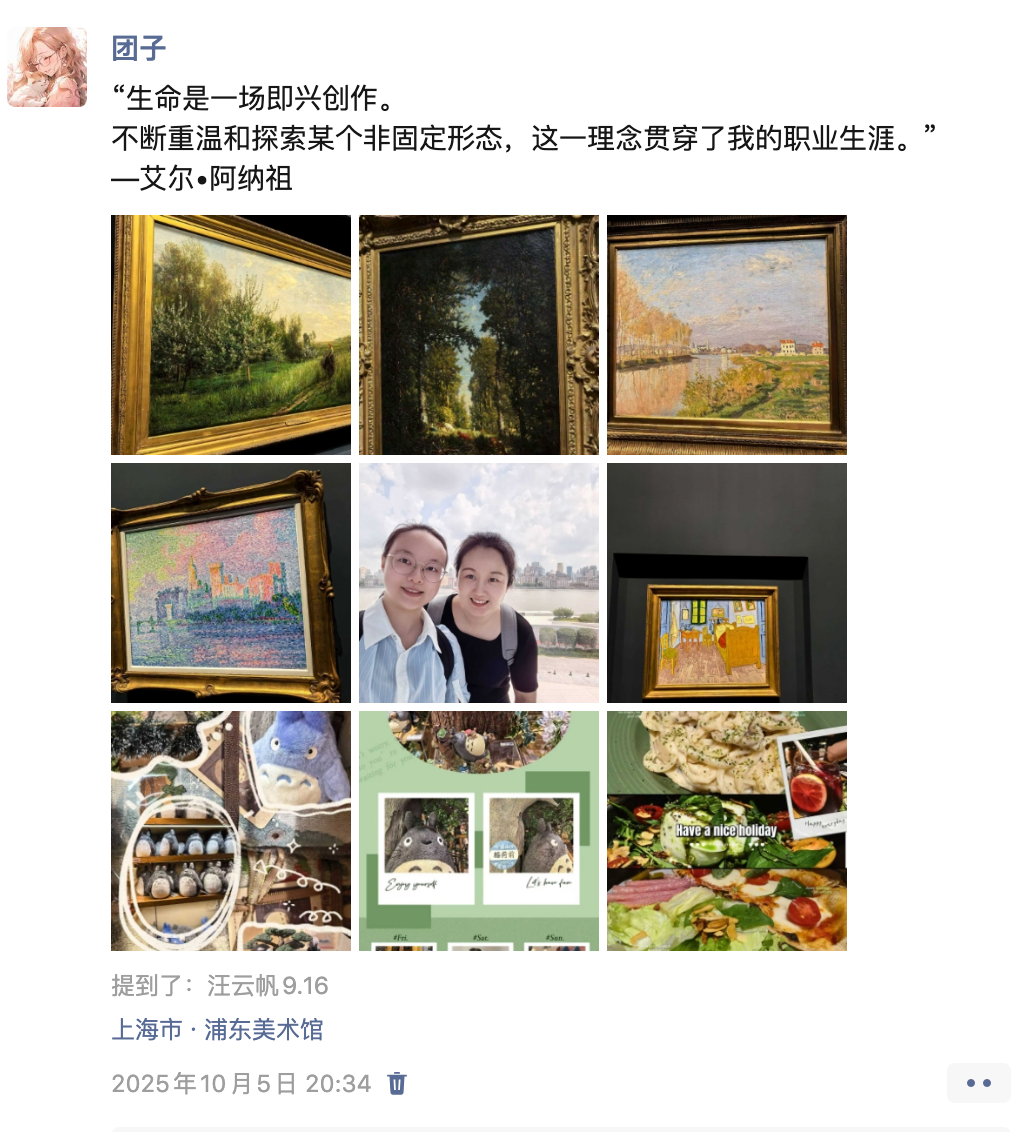 团子
“生命是一场即兴创作。
不断重温和探索某个非固定形态，这一理念贯穿了我的职业生涯。”
—艾尔•阿纳祖
Enjoy yourself
Let's have fun
#Fri.
#Sat.
#Sun.
Have a nice holiday
提到了：汪云帆9.16
上海市 · 浦东美术馆
2025年10月5日 20:34